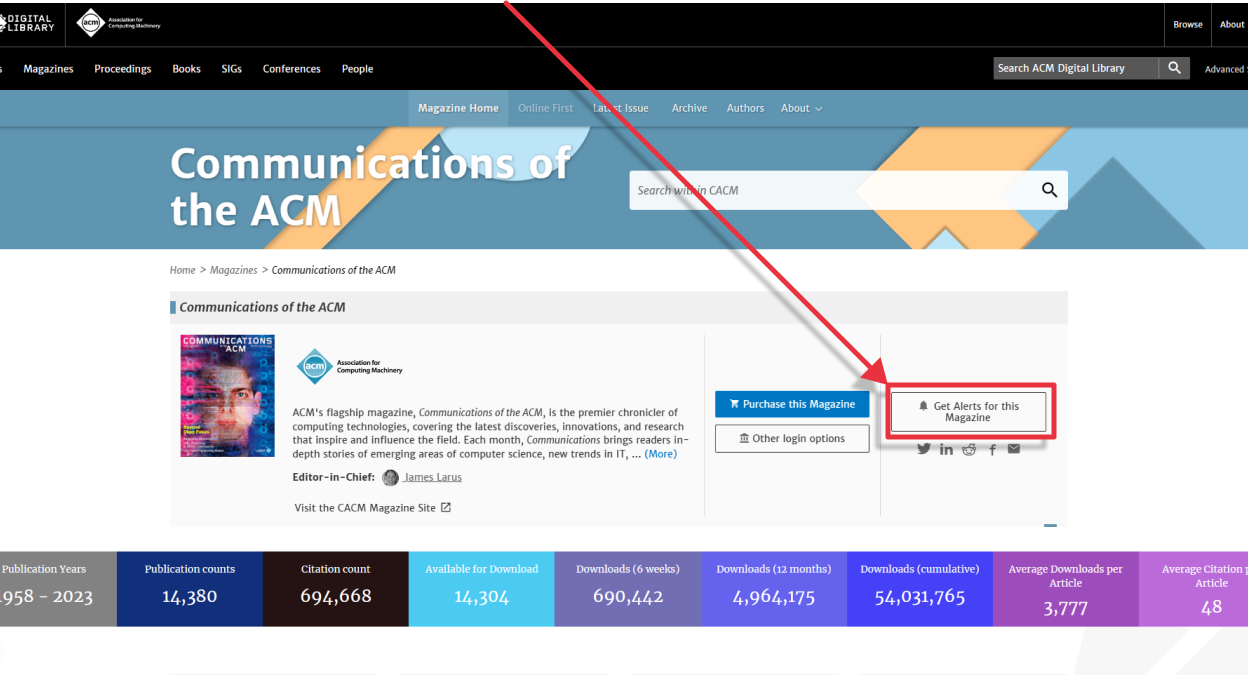 DIGITAL
LIBRARY
acm
Association for
Computing Machinery
Browse
About
s
Magazines
Proceedings
Books
SIGs
Conferences
People
Search ACM Digital Library
Advanced
Magazine Home
Online First
Latest Issue
Archive
Authors
About
Communications of
the ACM
Search within CACM
Home > Magazines > Communications of the ACM
Communications of the ACM
COMMUNICATIONS
ACM
acm
Association for
Computing Machinery
ACM's flagship magazine, Communications of the ACM, is the premier chronicler of
computing technologies, covering the latest discoveries, innovations, and research
that inspire and influence the field. Each month, Communications brings readers in-
depth stories of emerging areas of computer science, new trends in IT, ... (More)
Editor-in-Chief: James Larus
Visit the CACM Magazine Site
Purchase this Magazine
Other login options
Get Alerts for this
Magazine
Publication Years
1958 - 2023
Publication counts
14,380
Citation count
694,668
Available for Download
14,304
Downloads (6 weeks)
690,442
Downloads (12 months)
4,964,175
Downloads (cumulative)
54,031,765
Average Downloads per
Article
3,777
Average Citation p
Article
48